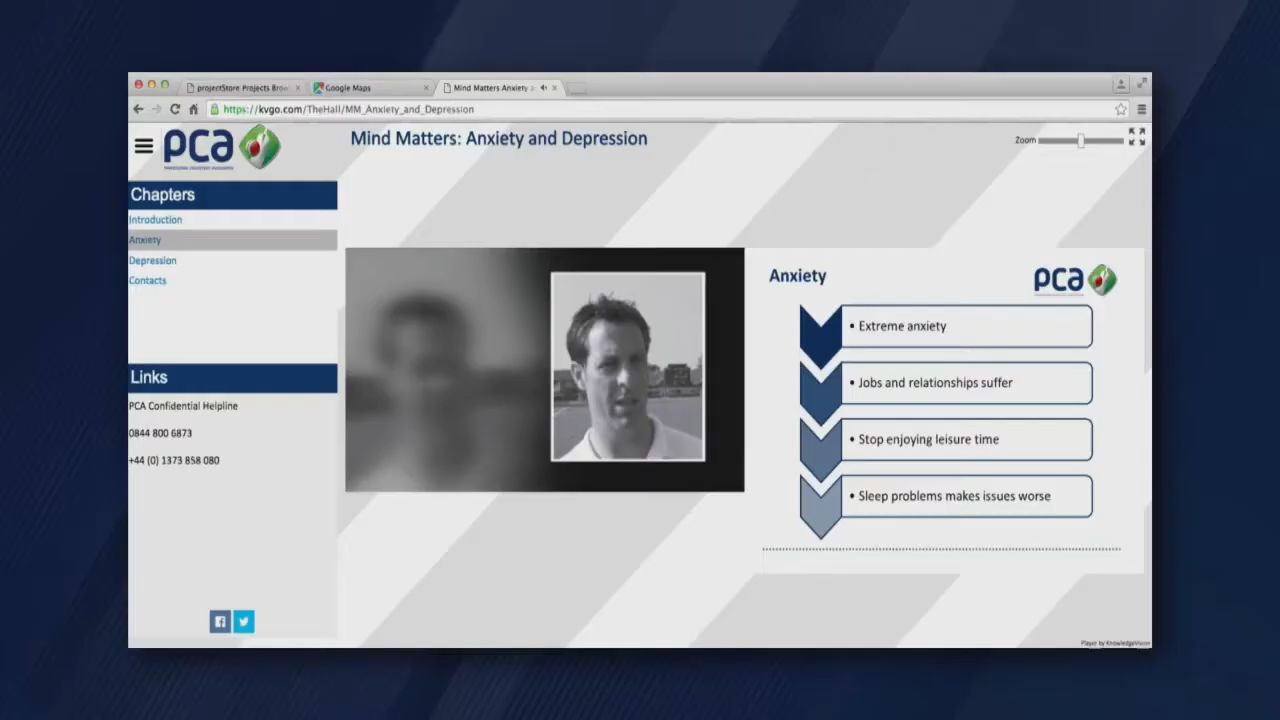 projectStore Projects Brow
Google Maps
Mind Matters Anxiety a
https://kvgo.com/TheHall/MM_Anxiety_and_Depression
pca
Mind Matters: Anxiety and Depression
Zoom
Chapters
Introduction
Anxiety
Depression
Contacts
Links
PCA Confidential Helpline
0844 800 6873
+44 (0) 1373 858 080
Anxiety
pca
• Extreme anxiety
• Jobs and relationships suffer
• Stop enjoying leisure time
• Sleep problems makes issues worse
Player by KnowledgeVision